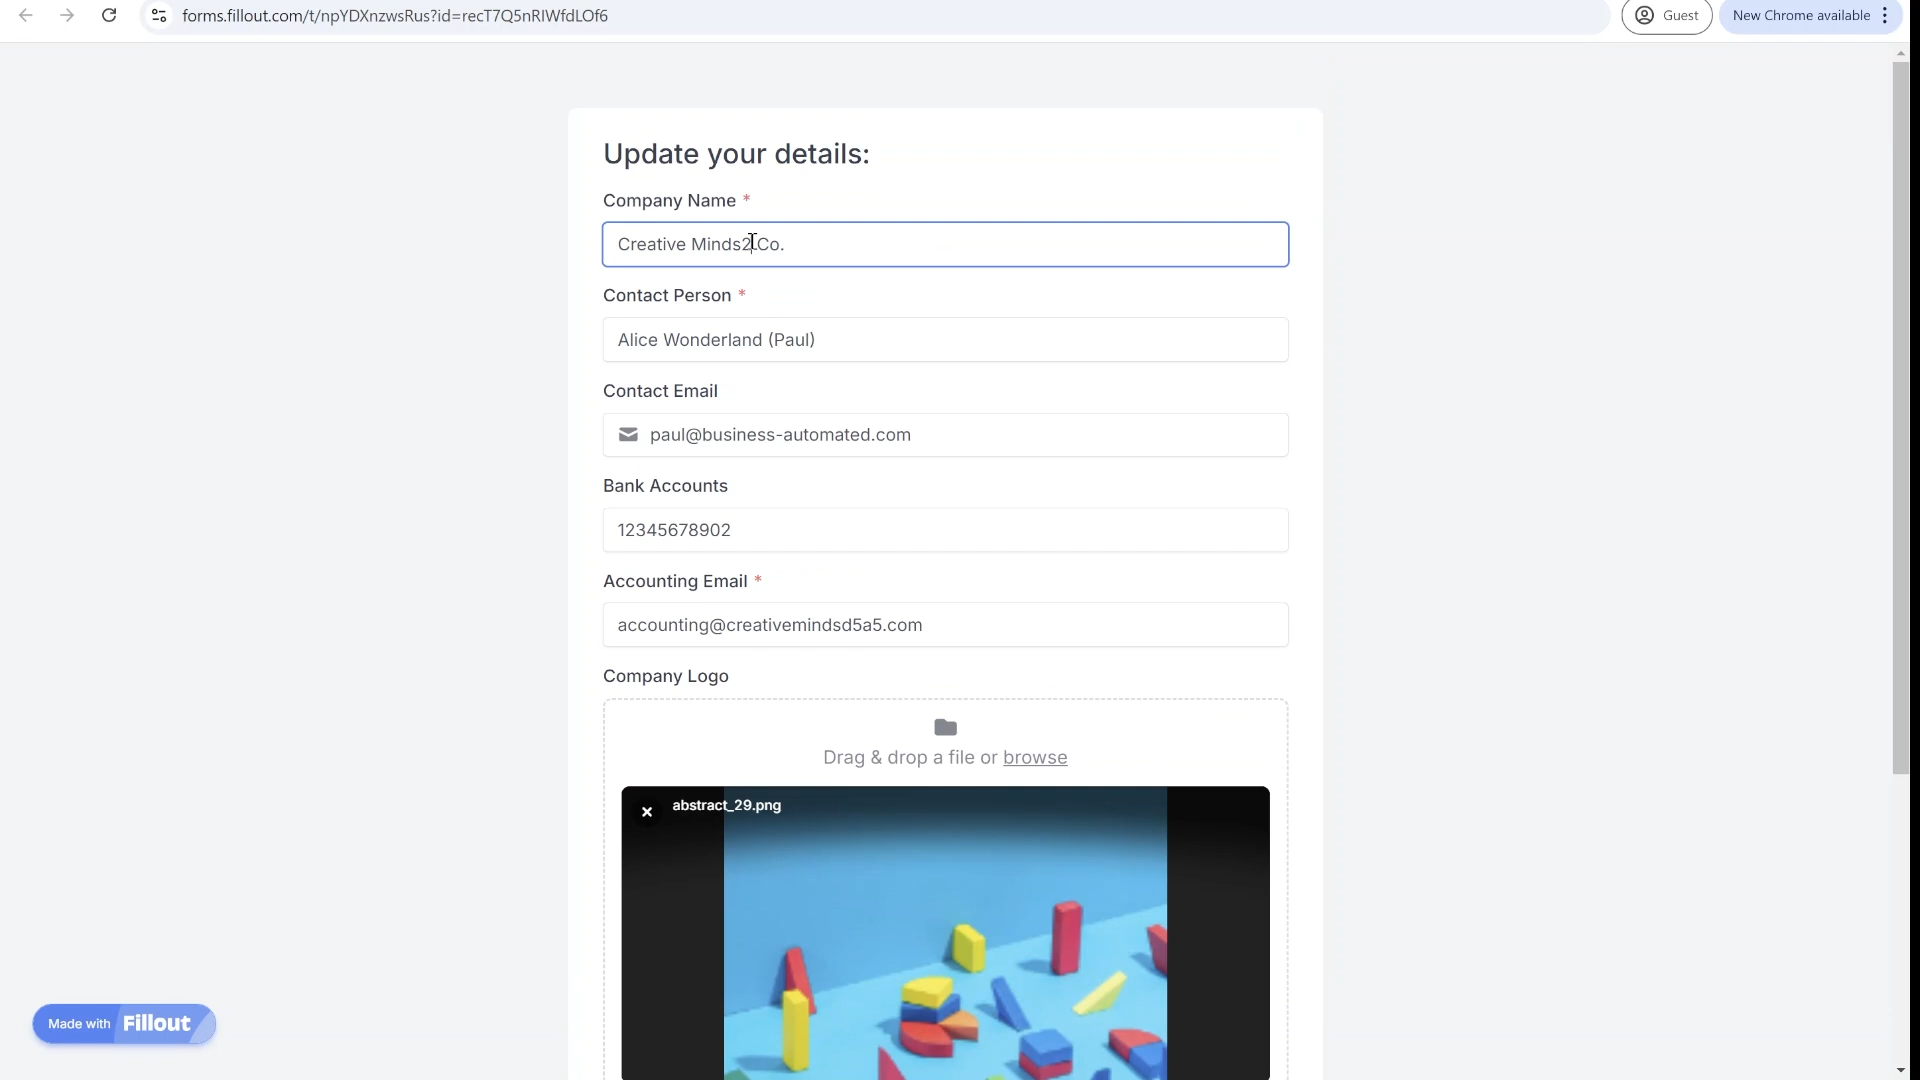 forms.fillout.com/t/npYDXnzwsRus?id=recT7Q5nRIWfdLOf6
Guest
New Chrome available
Update your details:
Company Name *
Creative Minds2 Co.
Contact Person *
Alice Wonderland (Paul)
Contact Email
paul@business-automated.com
Bank Accounts
12345678902
Accounting Email *
accounting@creativemindsd5a5.com
Company Logo
Drag & drop a file or browse
abstract_29.png
Made with Fillout